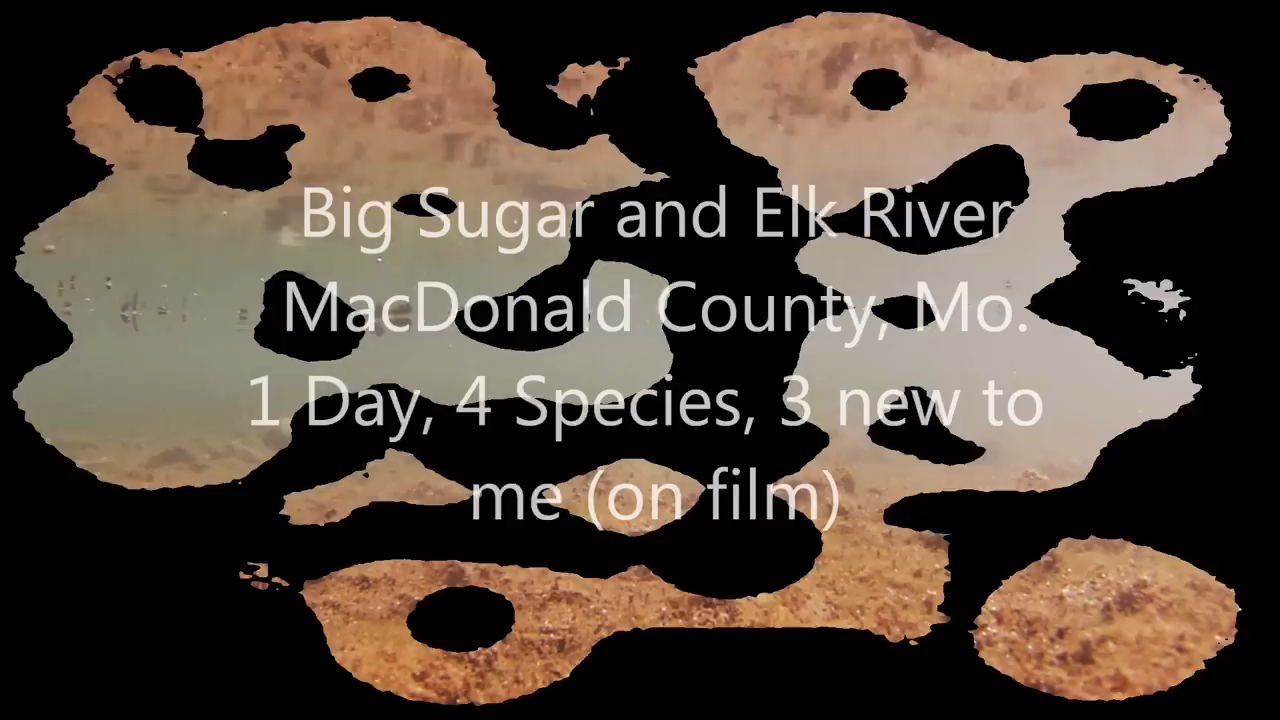 Big Sugar and Elk River
MacDonald County, Mo.
1 Day, 4 Species, 3 new to
me (on film)